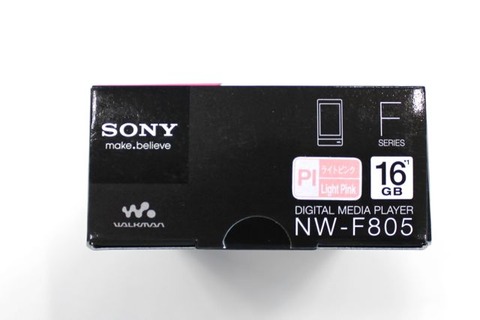 SONY
make.believe
WALKMAN
F
SERIES
PI
ライトピンク
Light Pink
16
*1
GB
DIGITAL MEDIA PLAYER
NW-F805